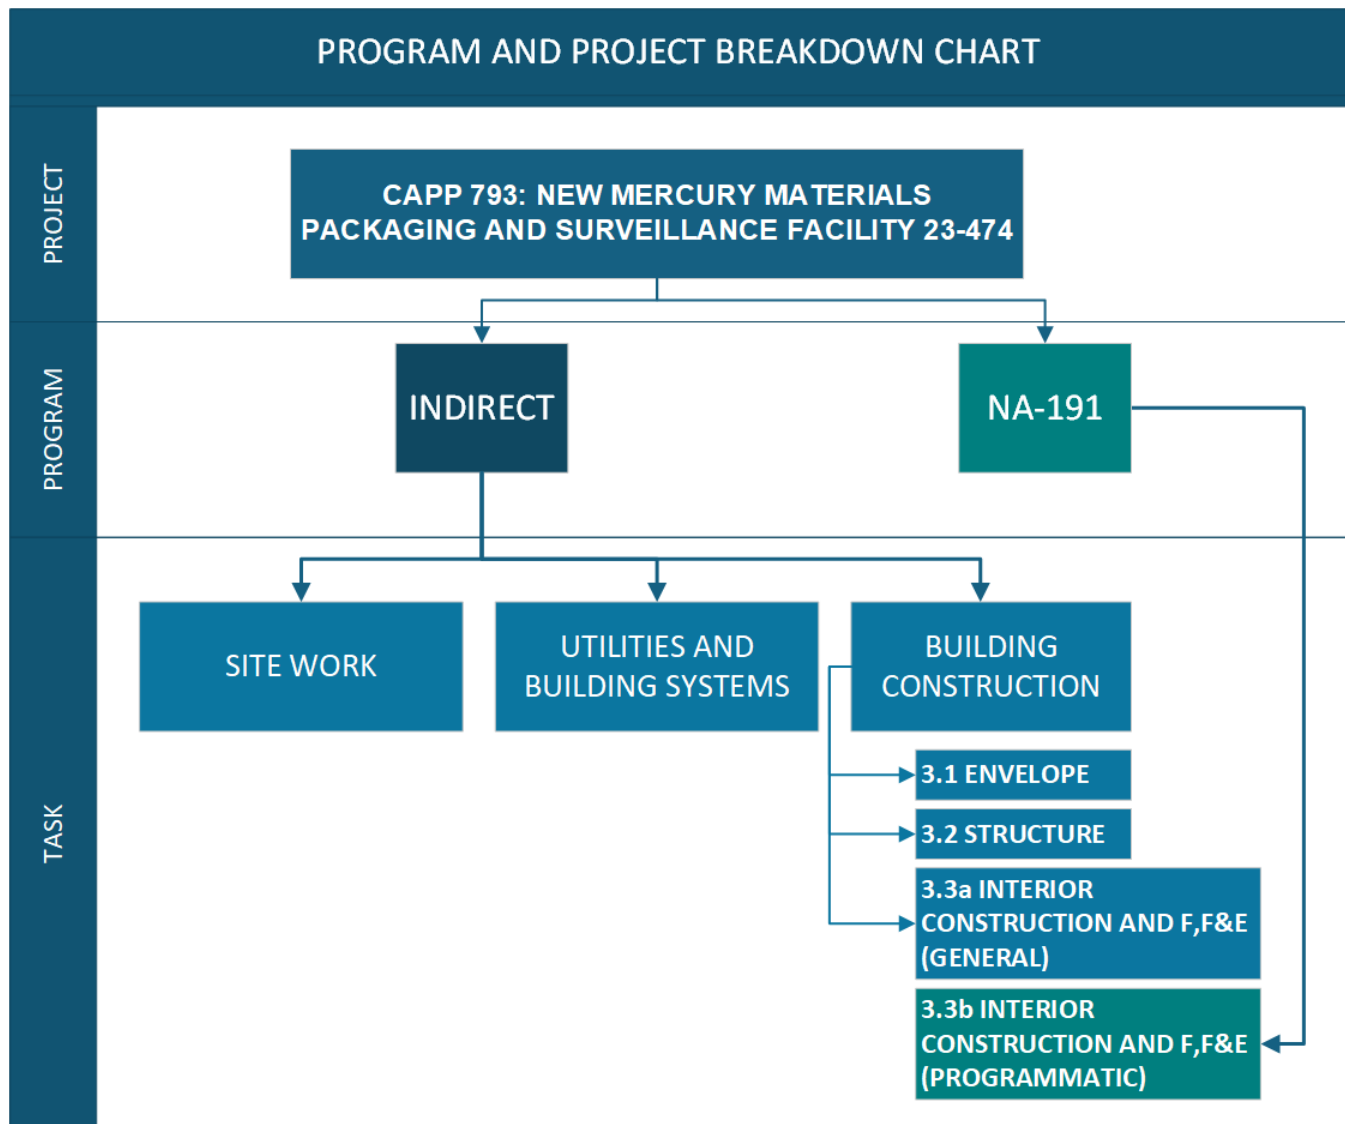 PROGRAM AND PROJECT BREAKDOWN CHART
PROJECT
CAPP 793: NEW MERCURY MATERIALS
PACKAGING AND SURVEILLANCE FACILITY 23-474
PROGRAM
INDIRECT
NA-191
TASK
SITE WORK
UTILITIES AND
BUILDING SYSTEMS
BUILDING
CONSTRUCTION
3.1 ENVELOPE
3.2 STRUCTURE
3.3a INTERIOR
CONSTRUCTION AND F,F&E
(GENERAL)
3.3b INTERIOR
CONSTRUCTION AND F,F&E
(PROGRAMMATIC)